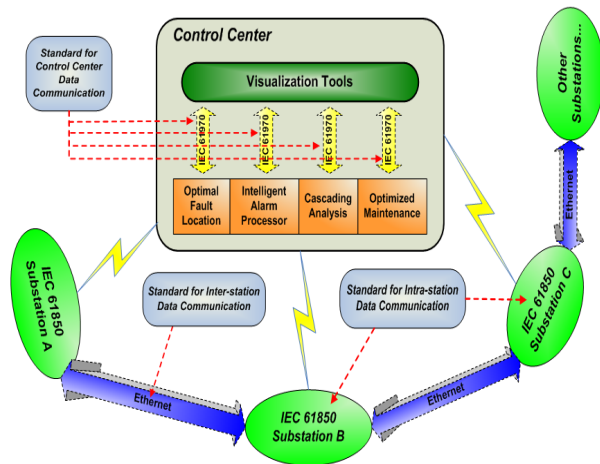 Control Center
Standard for
Control Center
Data
Communication
Visualization Tools
IEC 61970
IEC 61970
IEC 61970
IEC 61970
Optimal
Fault
Location
Intelligent
Alarm
Processor
Cascading
Analysis
Optimized
Maintenance
Other
Substations...
Ethernet
IEC 61850
Substation A
Standard for Inter-station
Data Communication
Standard for Intra-station
Data Communication
IEC 61850
Substation C
Ethernet
Ethernet
IEC 61850
Substation B